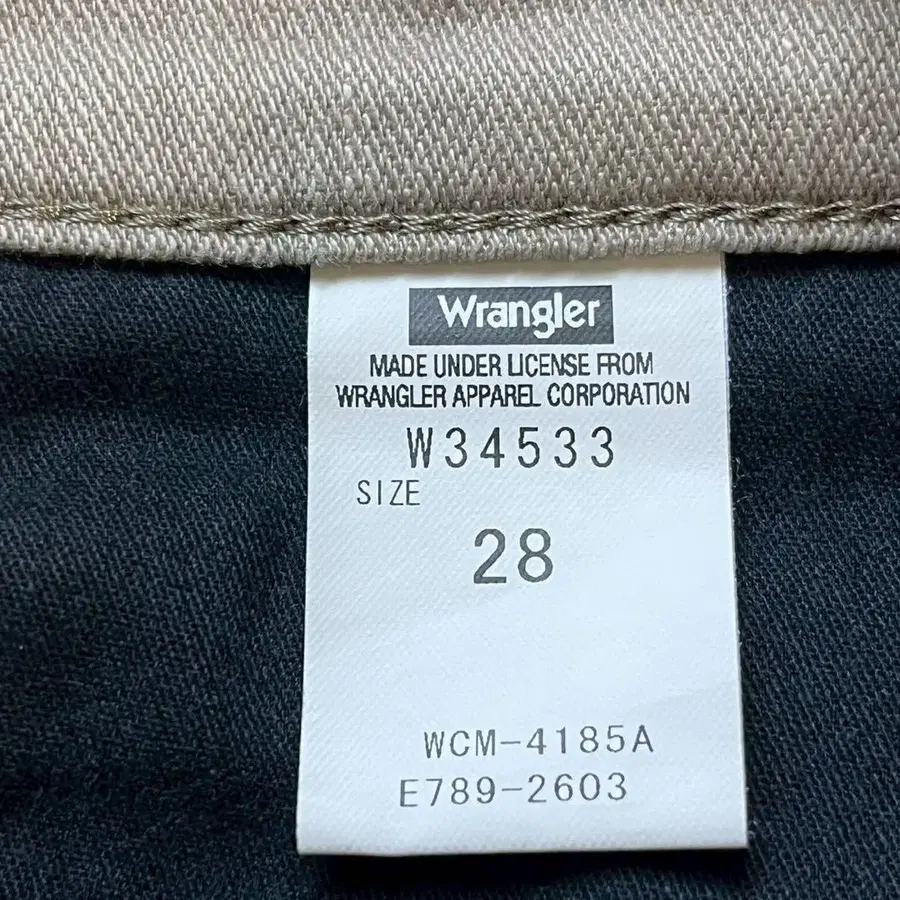 Wrangler
MADE UNDER LICENSE FROM
WRANGLER APPAREL CORPORATION
W34533
SIZE
28
WCM-4185A
E789-2603